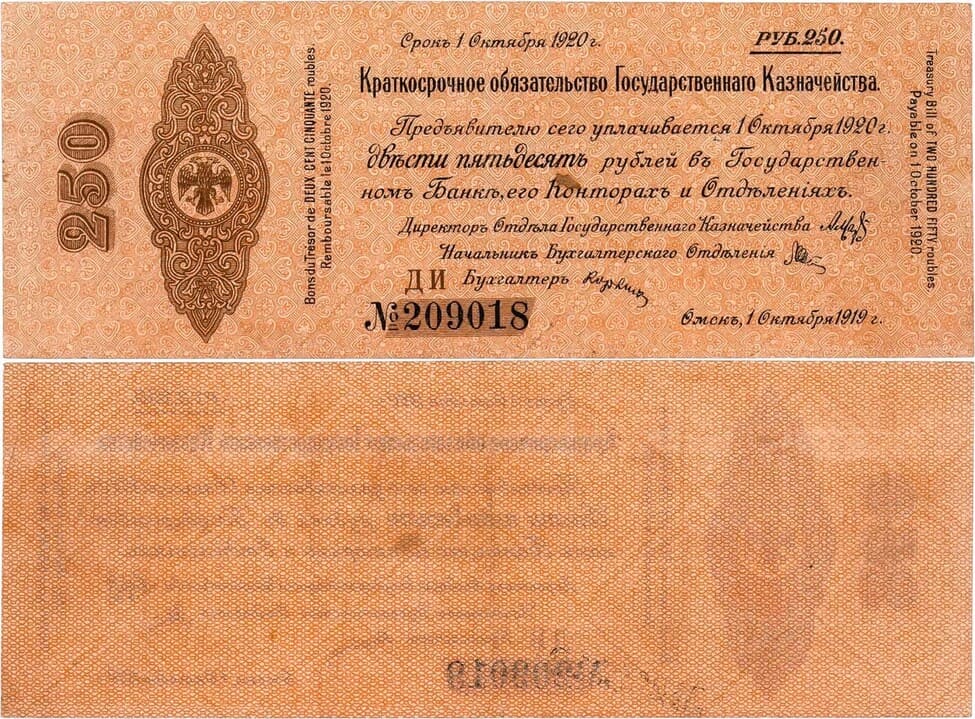 Срокъ 1 Октября 1920 г.
РУБ.250.
Краткосрочное обязательство Государственнаго Казначейства.
Предъявителю сего уплачивается 1 Октября 1920 г.
двѣсти пятьдесятъ рублей въ Государствен-
номъ Банкѣ, его Конторахъ и Отдѣленіяхъ.
Директоръ Отдѣла Государственнаго Казначейства
Начальникъ Бухгалтерскаго Отдѣленія
Бухгалтеръ
ДИ
№209018
Омскъ, 1 Октября 1919 г.
250
Bons du Trésor de DEUX CENT CINQUANTE roubles.
Remboursable le 1 Octobre 1920.
Treasury Bill of TWO HUNDRED FIFTY roubles.
Payable on 1 October 1920.